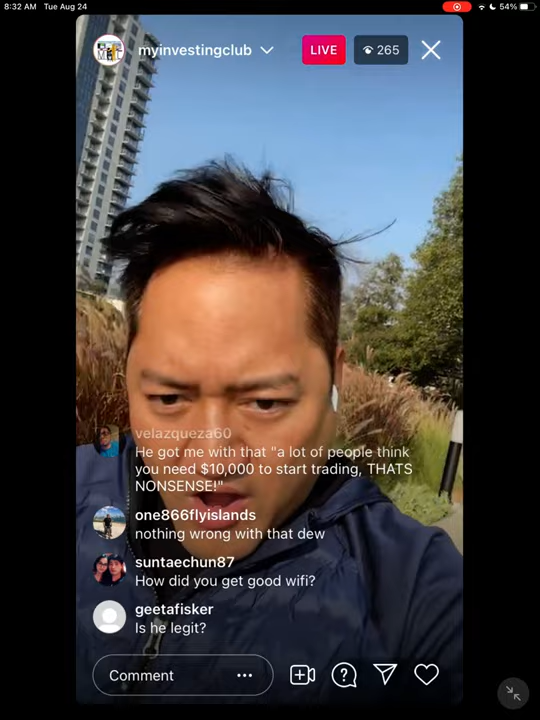 8:32 AM Tue Aug 24
54%
myinvestingclub
LIVE
265
velazqueza60
He got me with that "a lot of people think
you need $10,000 to start trading, THATS
NONSENSE!"
one866flyislands
nothing wrong with that dew
suntaechun87
How did you get good wifi?
geetafisker
Is he legit?
Comment